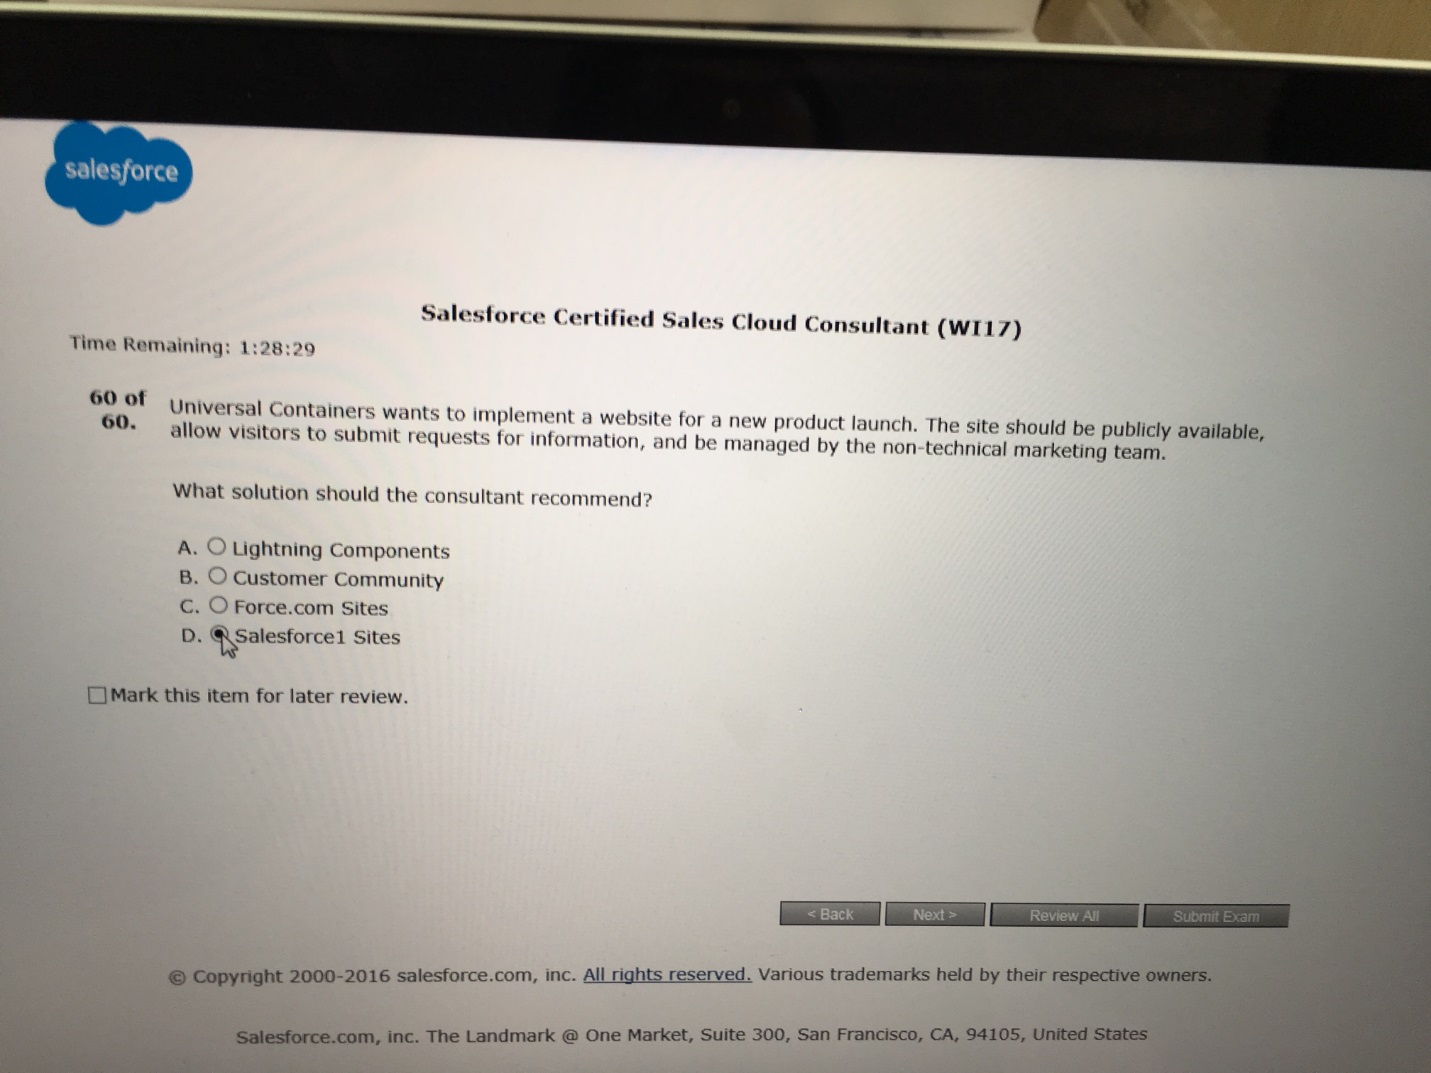 salesforce
Salesforce Certified Sales Cloud Consultant (WI17)
Time Remaining: 1:28:29
60 of
60.
Universal Containers wants to implement a website for a new product launch. The site should be publicly available,
allow visitors to submit requests for information, and be managed by the non-technical marketing team.
What solution should the consultant recommend?
A. Lightning Components
B. Customer Community
C. Force.com Sites
D. Salesforce1 Sites
Mark this item for later review.
< Back Next > Review All Submit Exam
© Copyright 2000-2016 salesforce.com, inc. All rights reserved. Various trademarks held by their respective owners.
Salesforce.com, inc. The Landmark @ One Market, Suite 300, San Francisco, CA, 94105, United States